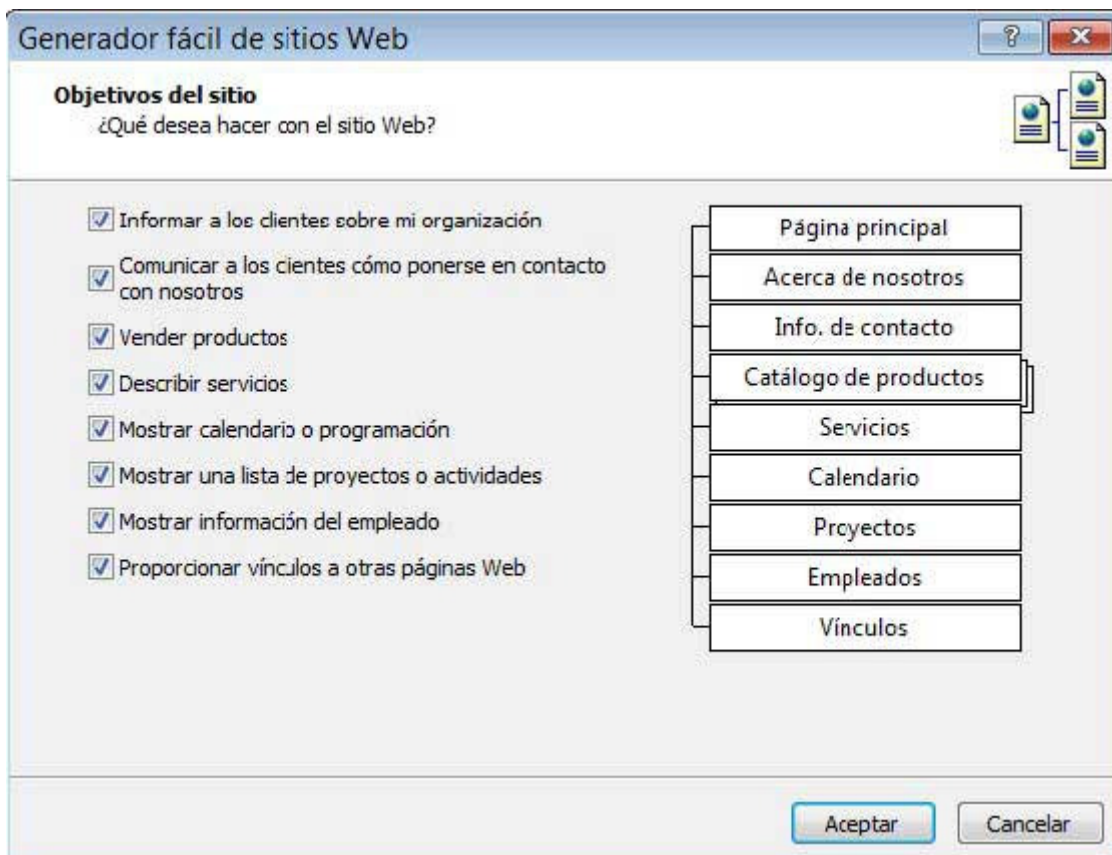 Generador fácil de sitios Web
Objetivos del sitio
¿Qué desea hacer con el sitio Web?
Informar a los clientes sobre mi organización
Comunicar a los clientes cómo ponerse en contacto
con nosotros
Vender productos
Describir servicios
Mostrar calendario o programación
Mostrar una lista de proyectos o actividades
Mostrar información del empleado
Proporcionar vínculos a otras páginas Web
Página principal
Acerca de nosotros
Info. de contacto
Catálogo de productos
Servicios
Calendario
Proyectos
Empleados
Vínculos
Aceptar
Cancelar